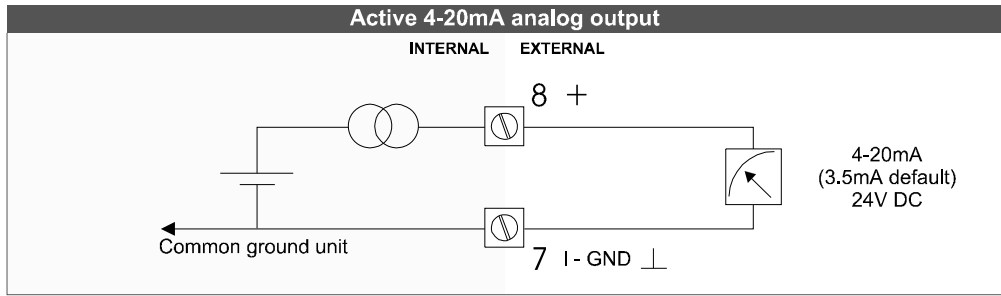 Active 4-20mA analog output
INTERNAL EXTERNAL
8 +
4-20mA
(3.5mA default)
24V DC
Common ground unit
7 I - GND ⊥